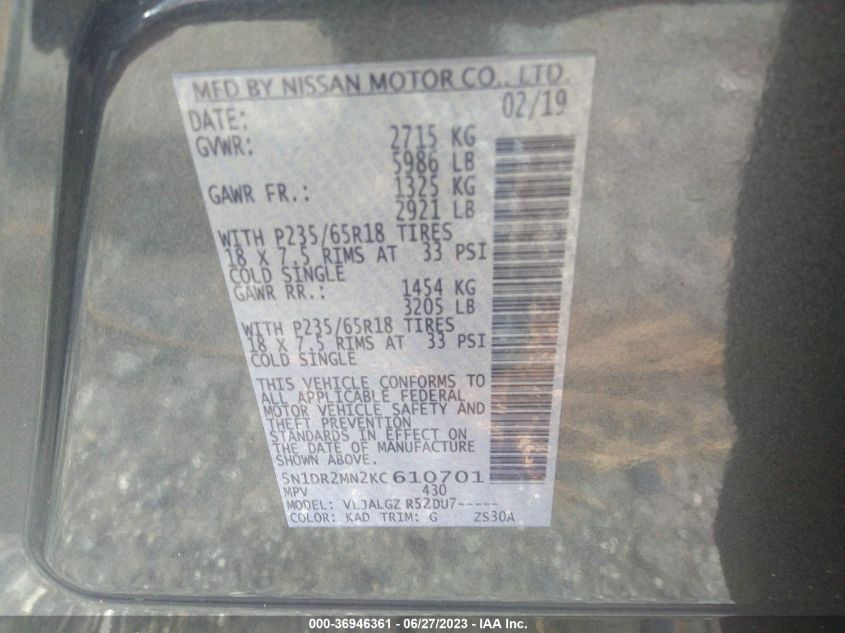 MFD BY NISSAN MOTOR CO., LTD.
DATE: 02/19
GVWR: 2715 KG
5986 LB
GAWR FR.: 1325 KG
2921 LB
WITH P235/65R18 TIRES
18 X 7.5 RIMS AT 33 PSI
COLD SINGLE
GAWR RR.: 1454 KG
3205 LB
WITH P235/65R18 TIRES
18 X 7.5 RIMS AT 33 PSI
COLD SINGLE
THIS VEHICLE CONFORMS TO
ALL APPLICABLE FEDERAL
MOTOR VEHICLE SAFETY AND
THEFT PREVENTION
STANDARDS IN EFFECT ON
THE DATE OF MANUFACTURE
SHOWN ABOVE.
5N1DR2MN2KC610701
MPV 430
MODEL: VLJALGZ R52DU7-----
COLOR: KAD TRIM: G ZS30A
000-36946361 - 06/27/2023 - IAA Inc.